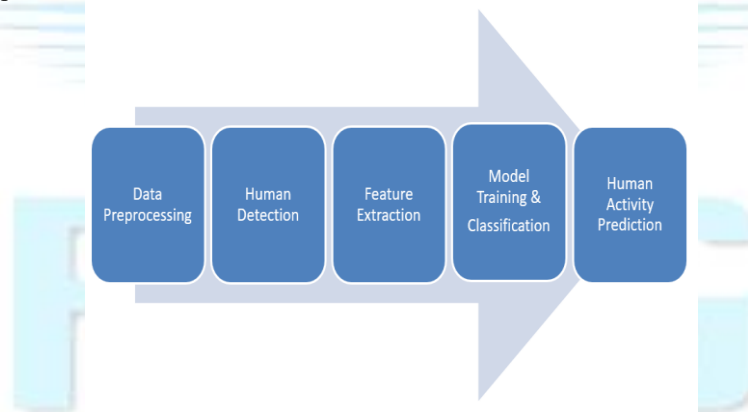 Data
Preprocessing
Human
Detection
Feature
Extraction
Model
Training &
Classification
Human
Activity
Prediction